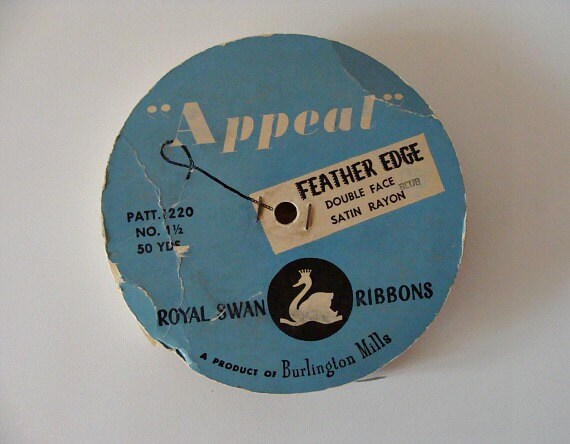 "Appeal"
FEATHER EDGE
DOUBLE FACE
SATIN RAYON
PATT. 1220
NO. 1½
50 YDS
ROYAL SWAN RIBBONS
A PRODUCT OF Burlington Mills